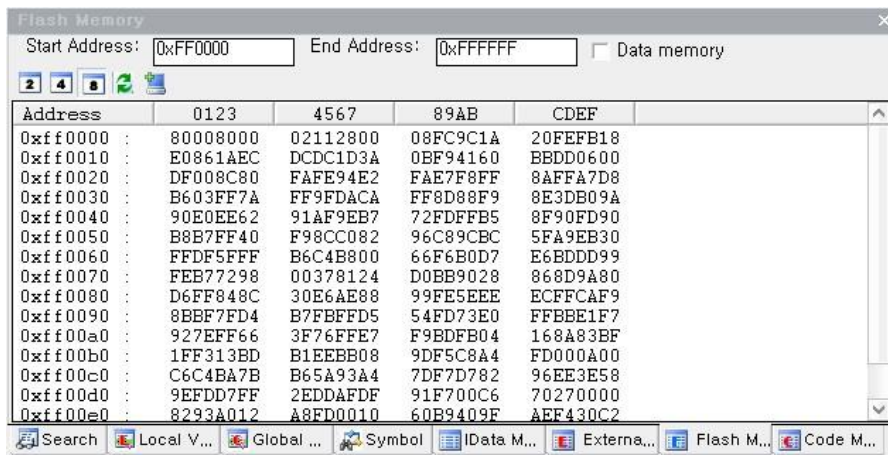 Flash Memory
Start Address: 0xFF0000 End Address: 0xFFFFFF Data memory
2 4 8
Address 0123 4567 89AB CDEF
0xff0000 : 80008000 02112800 08FC9C1A 20FEFB18
0xff0010 : E0861AEC DCDC1D3A 0BF94160 BBDD0600
0xff0020 : DF008C80 FAFE94E2 FAE7F8FF 8AFFA7D8
0xff0030 : B603FF7A FF9FDACA FF8D88F9 8E3DB09A
0xff0040 : 90E0EE62 91AF9EB7 72FDFFB5 8F90FD90
0xff0050 : B8B7FF40 F98CC082 96C89CBC 5FA9EB30
0xff0060 : FFDF5FFF B6C4B800 66F6B0D7 E6BDDD99
0xff0070 : FEB77298 00378124 D0BB9028 868D9A80
0xff0080 : D6FF848C 30E6AE88 99FE5EEE ECFFCAF9
0xff0090 : 8BBF7FD4 B7FBFFD5 54FD73E0 FFBBE1F7
0xff00a0 : 927EFF66 3F76FFE7 F9BDFB04 168A83BF
0xff00b0 : 1FF313BD B1EEBB08 9DF5C8A4 FD000A00
0xff00c0 : C6C4BA7B B65A93A4 7DF7D782 96EE3E58
0xff00d0 : 9EFDD7FF 2EDDAFDF 91F700C6 70270000
0xff00e0 : 8293A012 A8FD0010 60B9409F AEF430C2
Search Local V... Global ... Symbol IData M... Externa... Flash M... Code M...